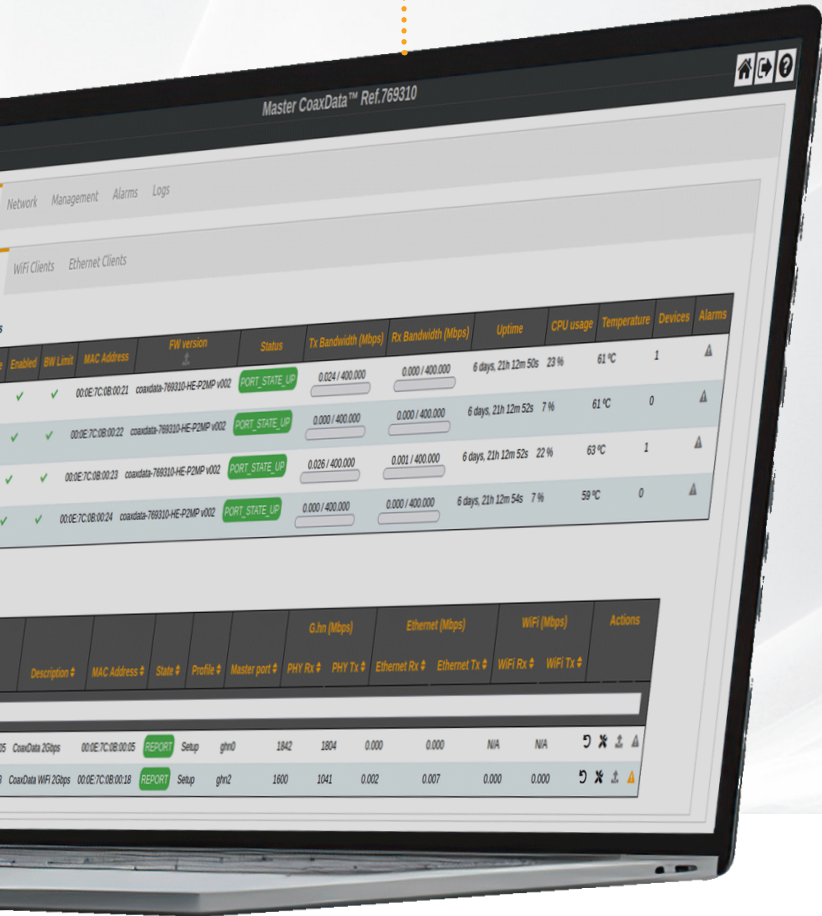 Master CoaxData™ Ref.769310
Network Management Alarms Logs
WiFi Clients Ethernet Clients
Enabled BW Limit MAC Address FW version Status Tx Bandwidth (Mbps) Rx Bandwidth (Mbps) Uptime CPU usage Temperature Devices Alarms
00:0E:7C:0B:00:21 coaxdata-769310-HE-P2MP v002 PORT_STATE_UP 0.024 / 400.000 0.000 / 400.000 6 days, 21h 12m 50s 23 % 61 ºC 1
00:0E:7C:0B:00:22 coaxdata-769310-HE-P2MP v002 PORT_STATE_UP 0.000 / 400.000 0.000 / 400.000 6 days, 21h 12m 52s 7 % 61 ºC 0
00:0E:7C:0B:00:23 coaxdata-769310-HE-P2MP v002 PORT_STATE_UP 0.026 / 400.000 0.001 / 400.000 6 days, 21h 12m 52s 22 % 63 ºC 1
00:0E:7C:0B:00:24 coaxdata-769310-HE-P2MP v002 PORT_STATE_UP 0.000 / 400.000 0.000 / 400.000 6 days, 21h 12m 54s 7 % 59 ºC 0
G.hn (Mbps) Ethernet (Mbps) WiFi (Mbps) Actions
Description MAC Address State Profile Master port PHY Rx PHY Tx Ethernet Rx Ethernet Tx WiFi Rx WiFi Tx
05 CoaxData 2Gbps 00:0E:7C:0B:00:05 REPORT Setup ghn0 1842 1804 0.000 0.000 N/A N/A
CoaxData WiFi 2Gbps 00:0E:7C:0B:00:18 REPORT Setup ghn2 1600 1041 0.002 0.007 0.000 0.000